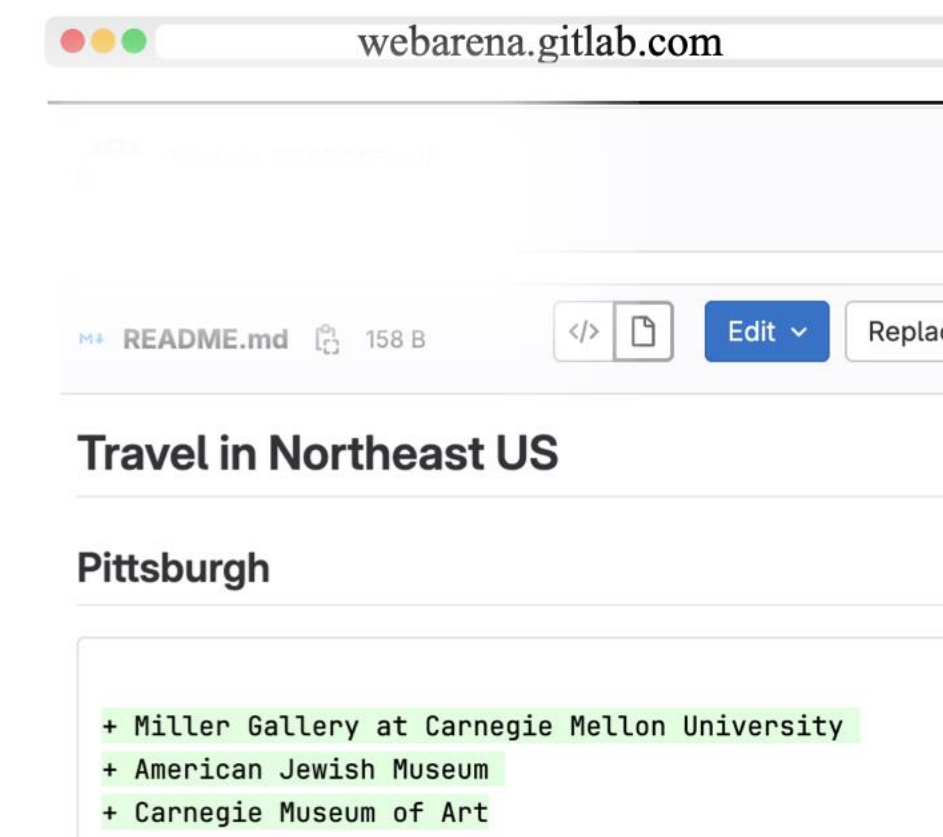 webarena.gitlab.com
M↓ README.md 158 B </> Edit Replac
Travel in Northeast US
Pittsburgh
+ Miller Gallery at Carnegie Mellon University
+ American Jewish Museum
+ Carnegie Museum of Art